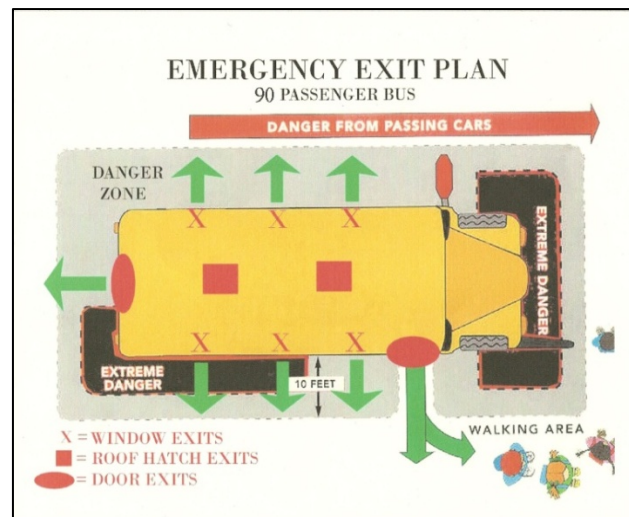 EMERGENCY EXIT PLAN
90 PASSENGER BUS
DANGER FROM PASSING CARS
DANGER
ZONE
X
X
X
EXTREME DANGER
X
X
X
EXTREME
DANGER
10 FEET
WALKING AREA
X = WINDOW EXITS
= ROOF HATCH EXITS
= DOOR EXITS